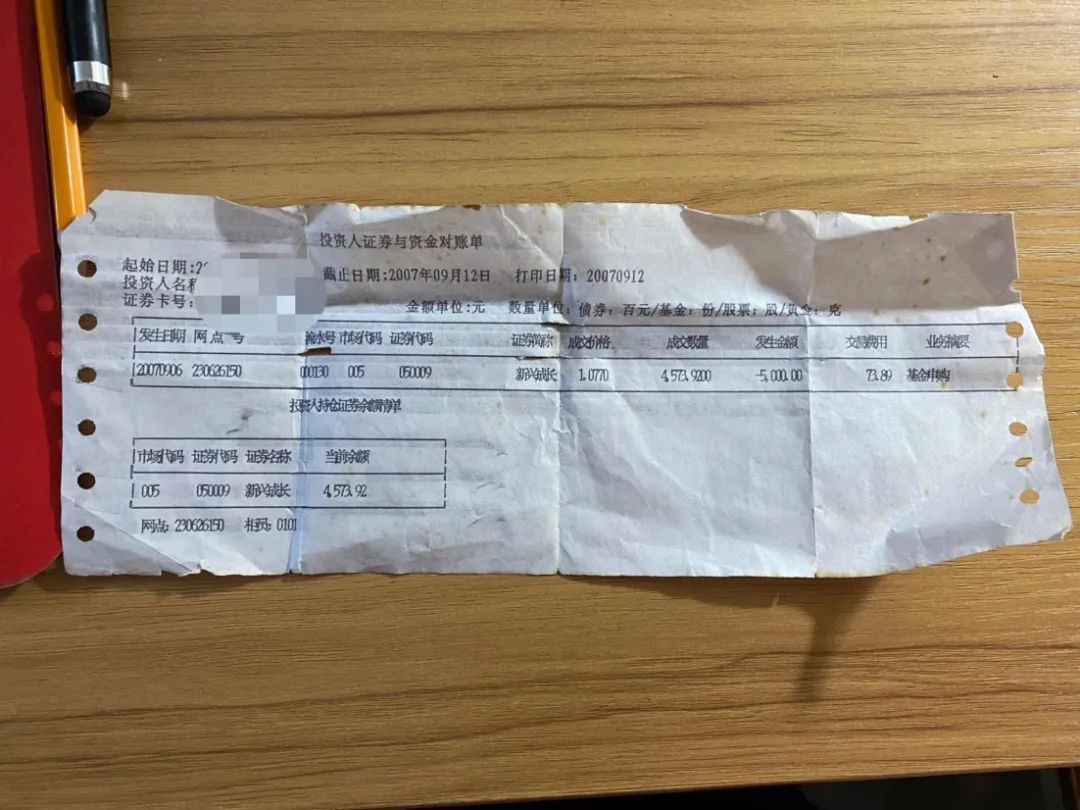 投资人证券与资金对账单
起始日期:2 截止日期:2007年09月12日 打印日期: 20070912
投资人名称
证券卡号:
金额单位:元 数量单位: 债券: 百元/基金: 份/股票: 股/黄金: 克
发生日期 网点 号 流水号 市场代码 证券代码 证券简称 成交价格 成交数量 发生金额 交易费用 业务摘要
20070906 230626150 000130 005 050009 新兴成长 1.0770 4,573.9200 -5,000.00 73.89 基金申购
投资人持仓证券余额清单
市场代码 证券代码 证券名称 当前余额
005 050009 新兴成长 4,573.92
网点: 230626150 柜员: 0101